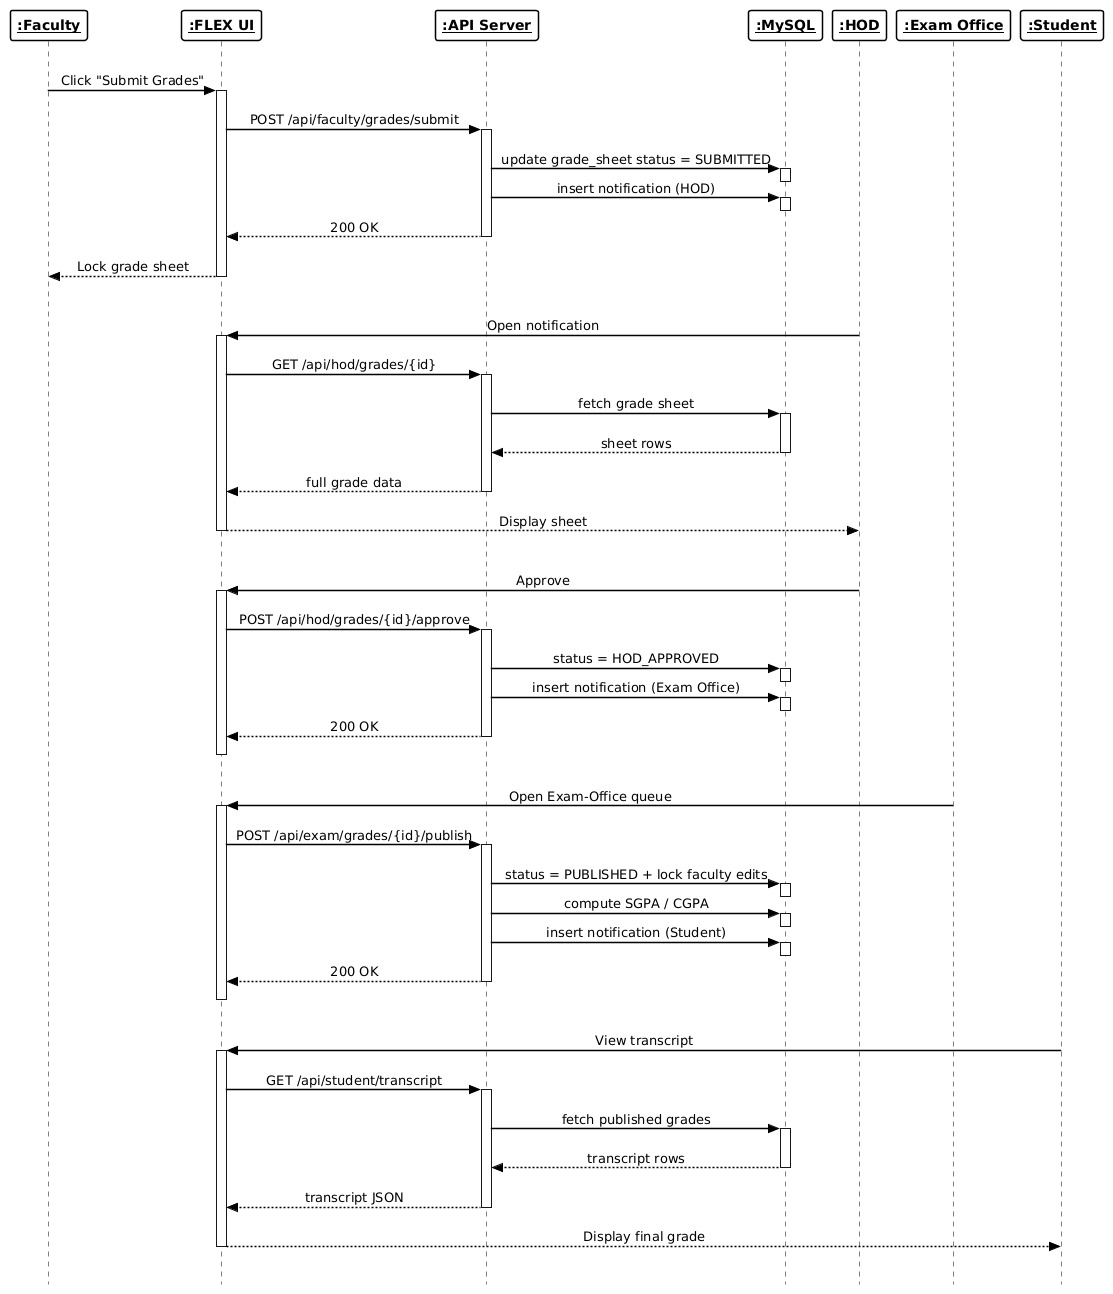 :Faculty
:FLEX UI
:API Server
:MySQL
:HOD
:Exam Office
:Student
Click "Submit Grades"
POST /api/faculty/grades/submit
update grade_sheet status = SUBMITTED
insert notification (HOD)
200 OK
Lock grade sheet
Open notification
GET /api/hod/grades/{id}
fetch grade sheet
sheet rows
full grade data
Display sheet
Approve
POST /api/hod/grades/{id}/approve
status = HOD_APPROVED
insert notification (Exam Office)
200 OK
Open Exam-Office queue
POST /api/exam/grades/{id}/publish
status = PUBLISHED + lock faculty edits
compute SGPA / CGPA
insert notification (Student)
200 OK
View transcript
GET /api/student/transcript
fetch published grades
transcript rows
transcript JSON
Display final grade